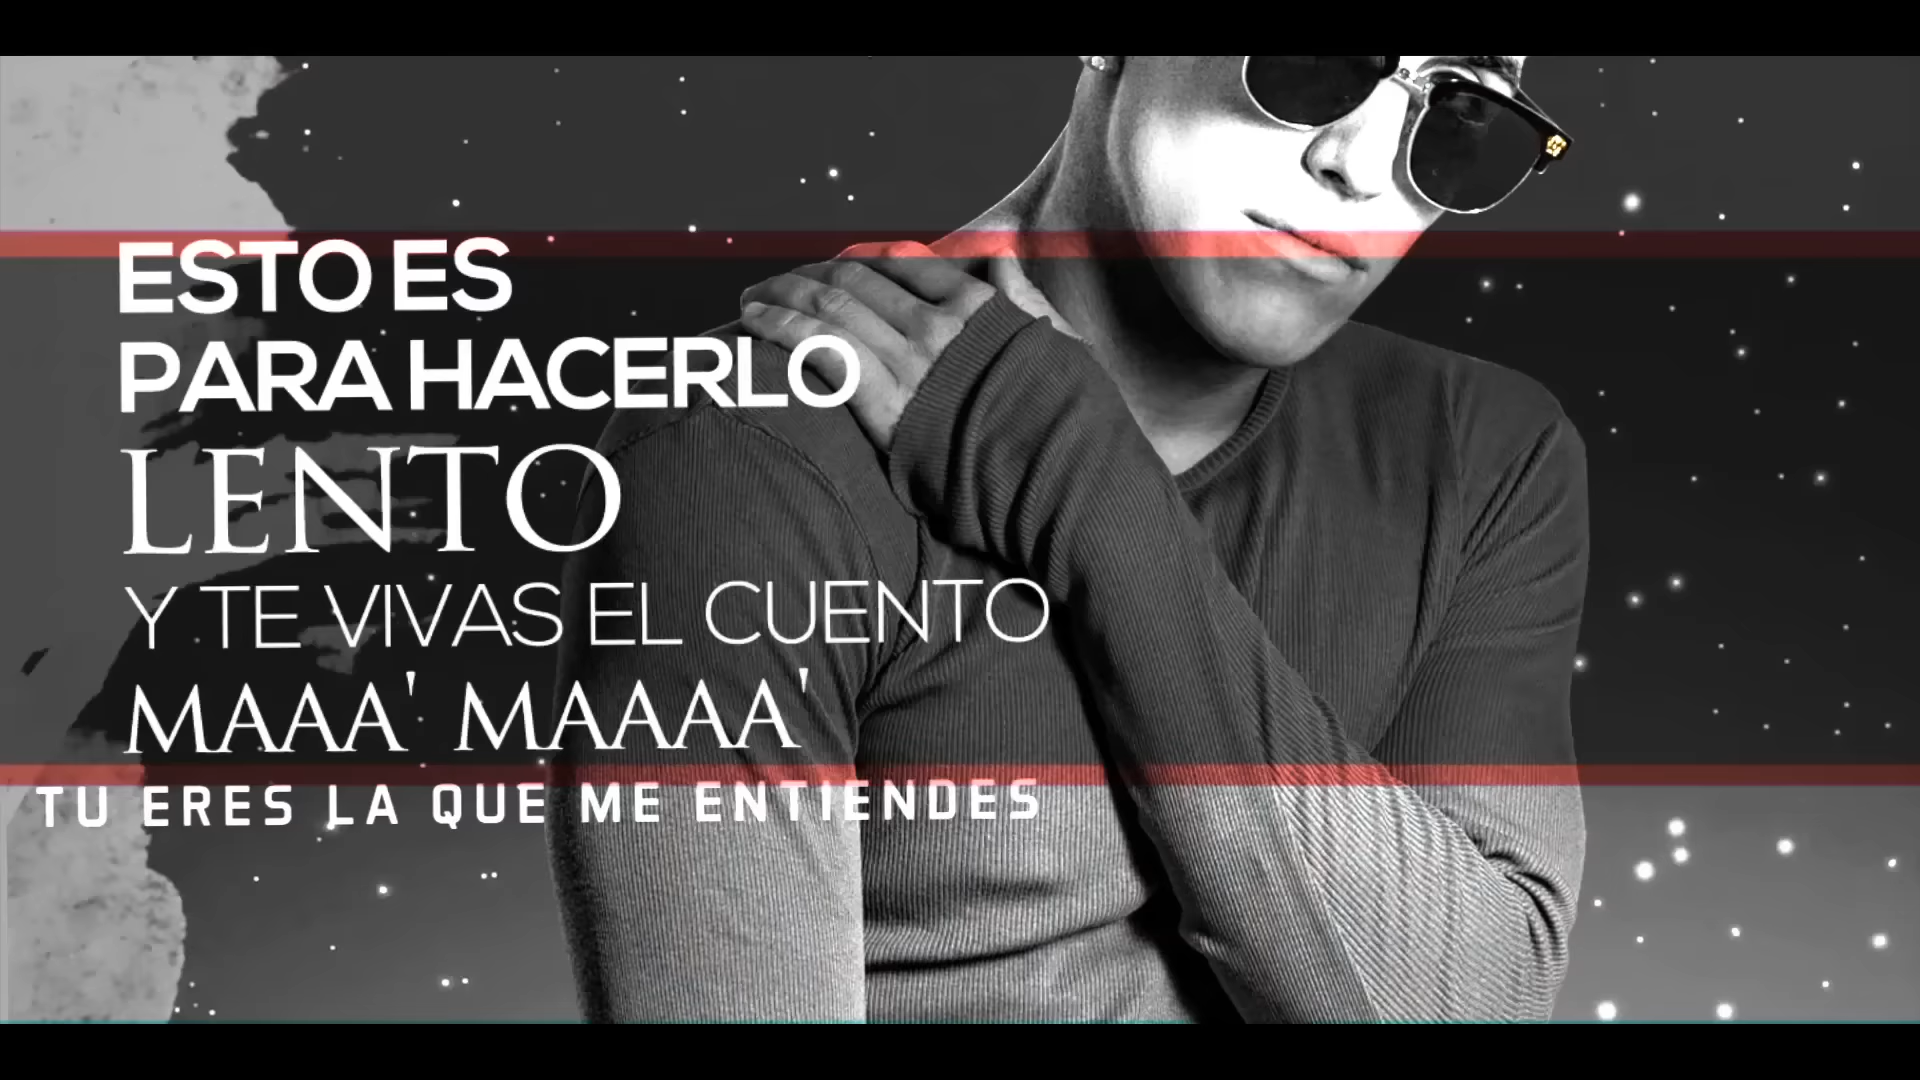 ESTO ES
PARA HACERLO
LENTO
Y TE VIVAS EL CUENTO
MAAA' MAAAA'
TU ERES LA QUE ME ENTIENDES